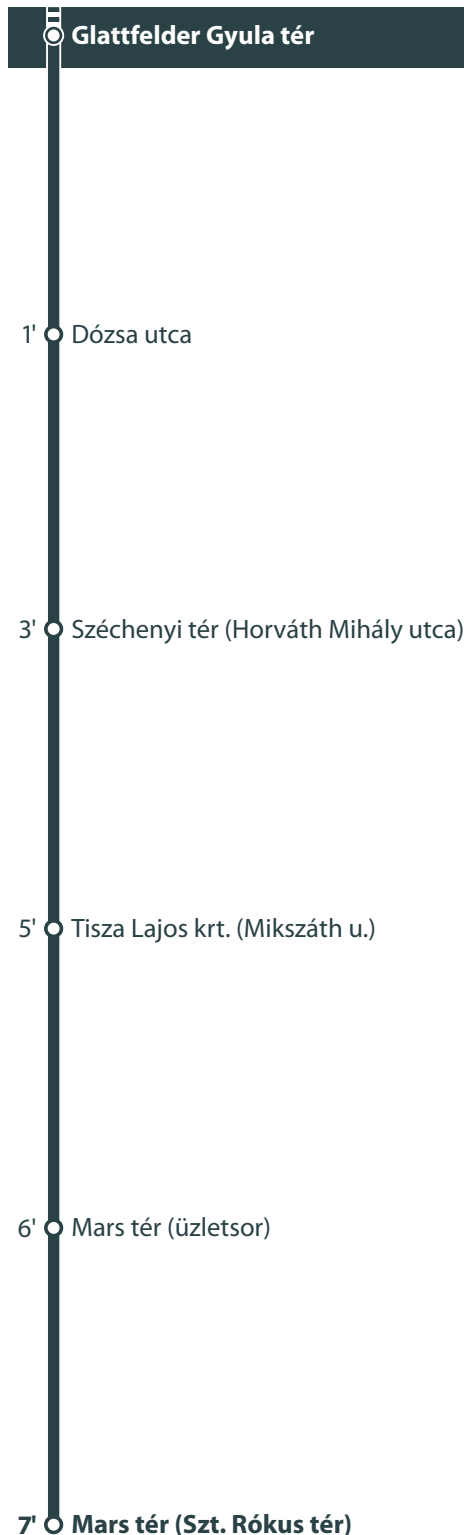 Glattfelder Gyula tér
1' Dózsa utca
3' Széchenyi tér (Horváth Mihály utca)
5' Tisza Lajos krt. (Mikszáth u.)
6' Mars tér (üzletsor)
7' Mars tér (Szt. Rókus tér)